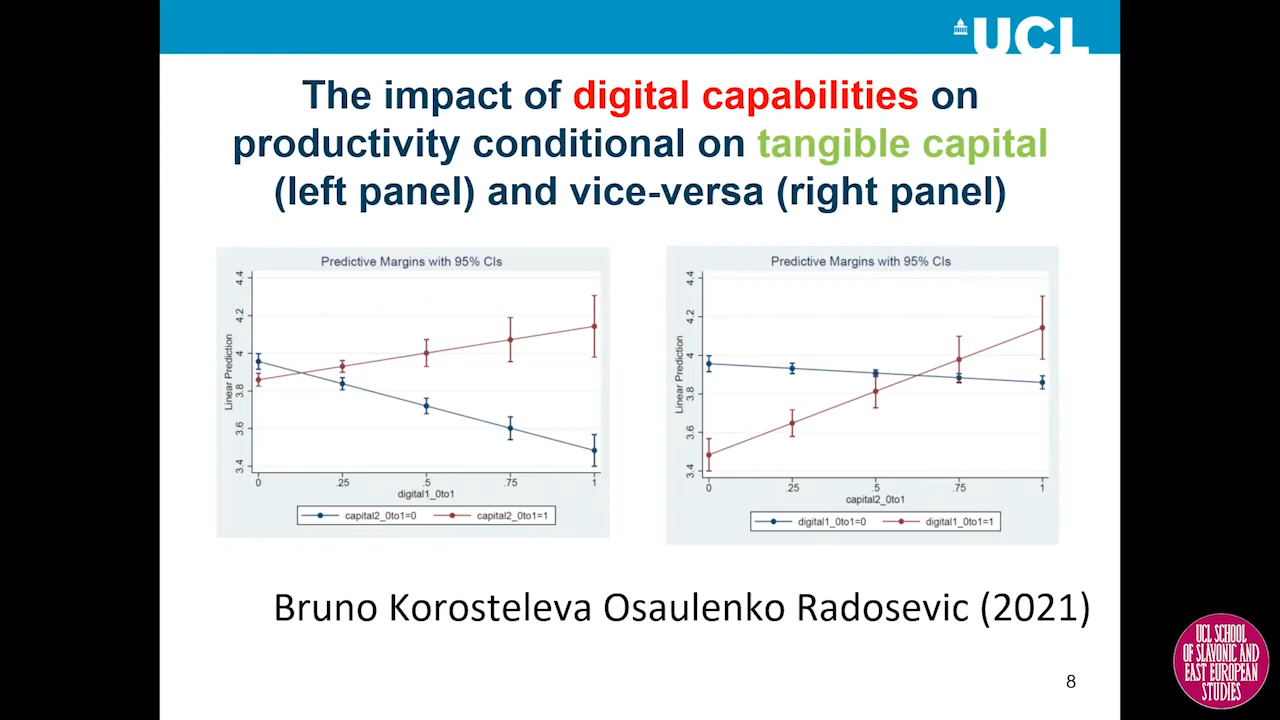 UCL
The impact of digital capabilities on
productivity conditional on tangible capital
(left panel) and vice-versa (right panel)
Predictive Margins with 95% CIs
Linear Prediction
4.4
4.2
4
3.8
3.6
3.4
0 .25 .5 .75 1
digital1_0to1
capital2_0to1=0 capital2_0to1=1
Predictive Margins with 95% CIs
Linear Prediction
4.4
4.2
4
3.8
3.6
3.4
0 .25 .5 .75 1
capital2_0to1
digital1_0to1=0 digital1_0to1=1
Bruno Korosteleva Osaulenko Radosevic (2021)
8
UCL SCHOOL
OF SLAVONIC AND
EAST EUROPEAN
STUDIES